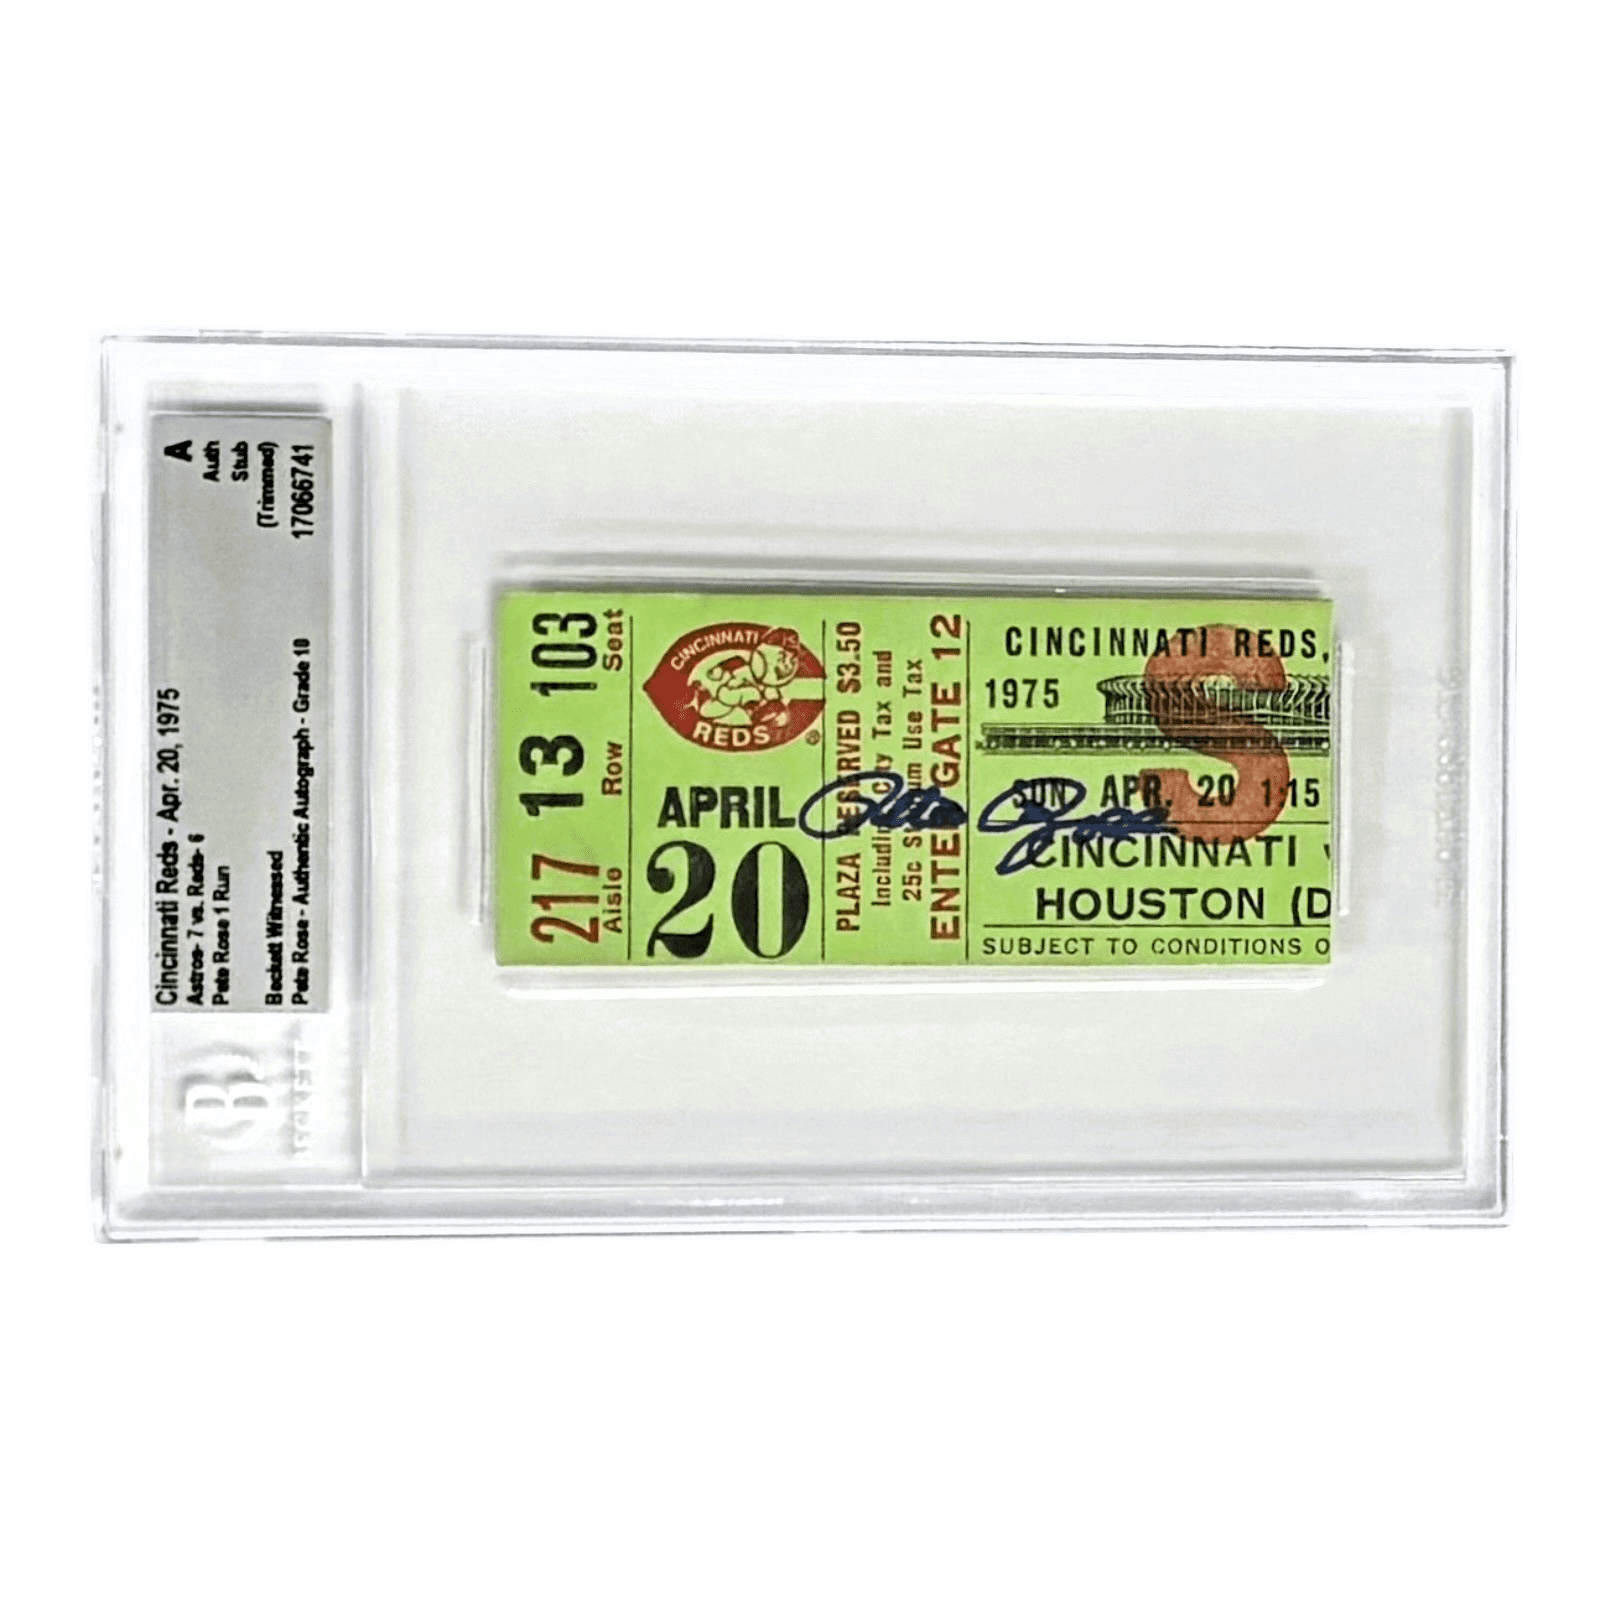 Cincinnati Reds - Apr. 20, 1975
Astros- 7 vs. Reds- 6
Pete Rose 1 Run
Beckett Witnessed
Pete Rose - Authentic Autograph - Grade 10
A
Auth
Stub
(Trimmed)
17066741
BECKETT
217 13 103
Aisle Row Seat
CINCINNATI
REDS
®
APRIL
20
PLAZA RESERVED $3.50
Including City Tax and
25c Stadium Use Tax
ENTER GATE 12
CINCINNATI REDS,
1975
S
SUN APR. 20 1:15
CINCINNATI
HOUSTON (D
SUBJECT TO CONDITIONS O
Pete Rose